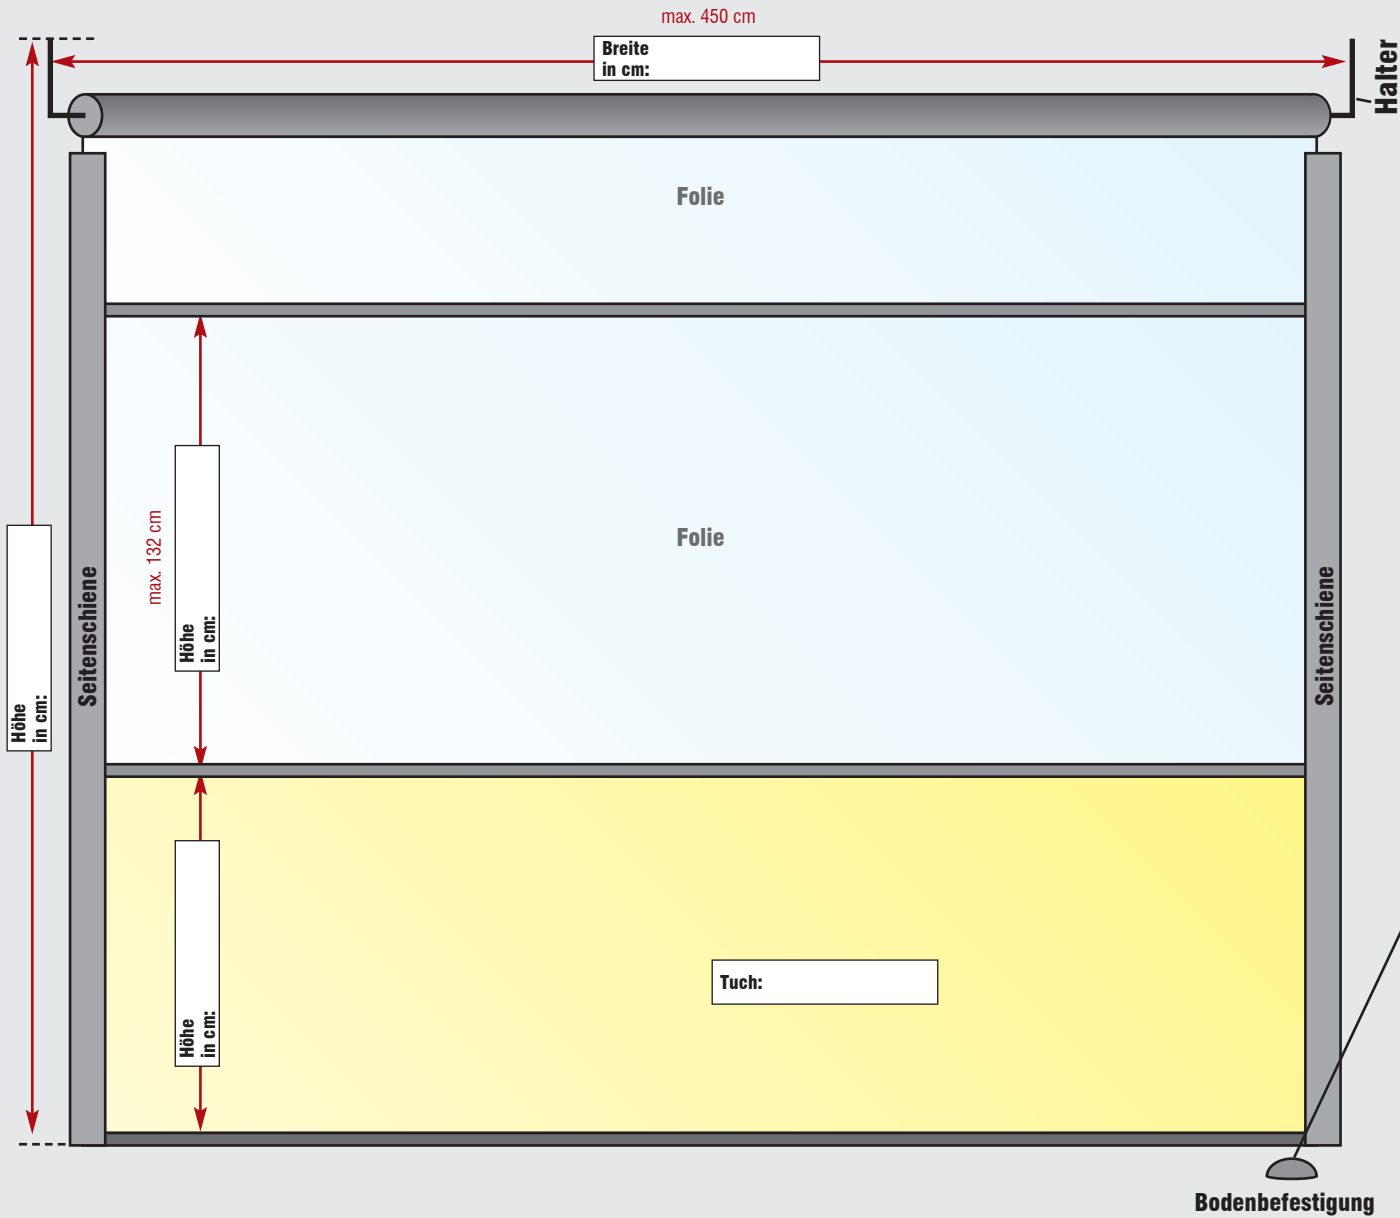 max. 450 cm
Breite
in cm:
Halter
Folie
Folie
max. 132 cm
Höhe
in cm:
Höhe
in cm:
Seitenschiene
Seitenschiene
Höhe
in cm:
Tuch:
Bodenbefestigung